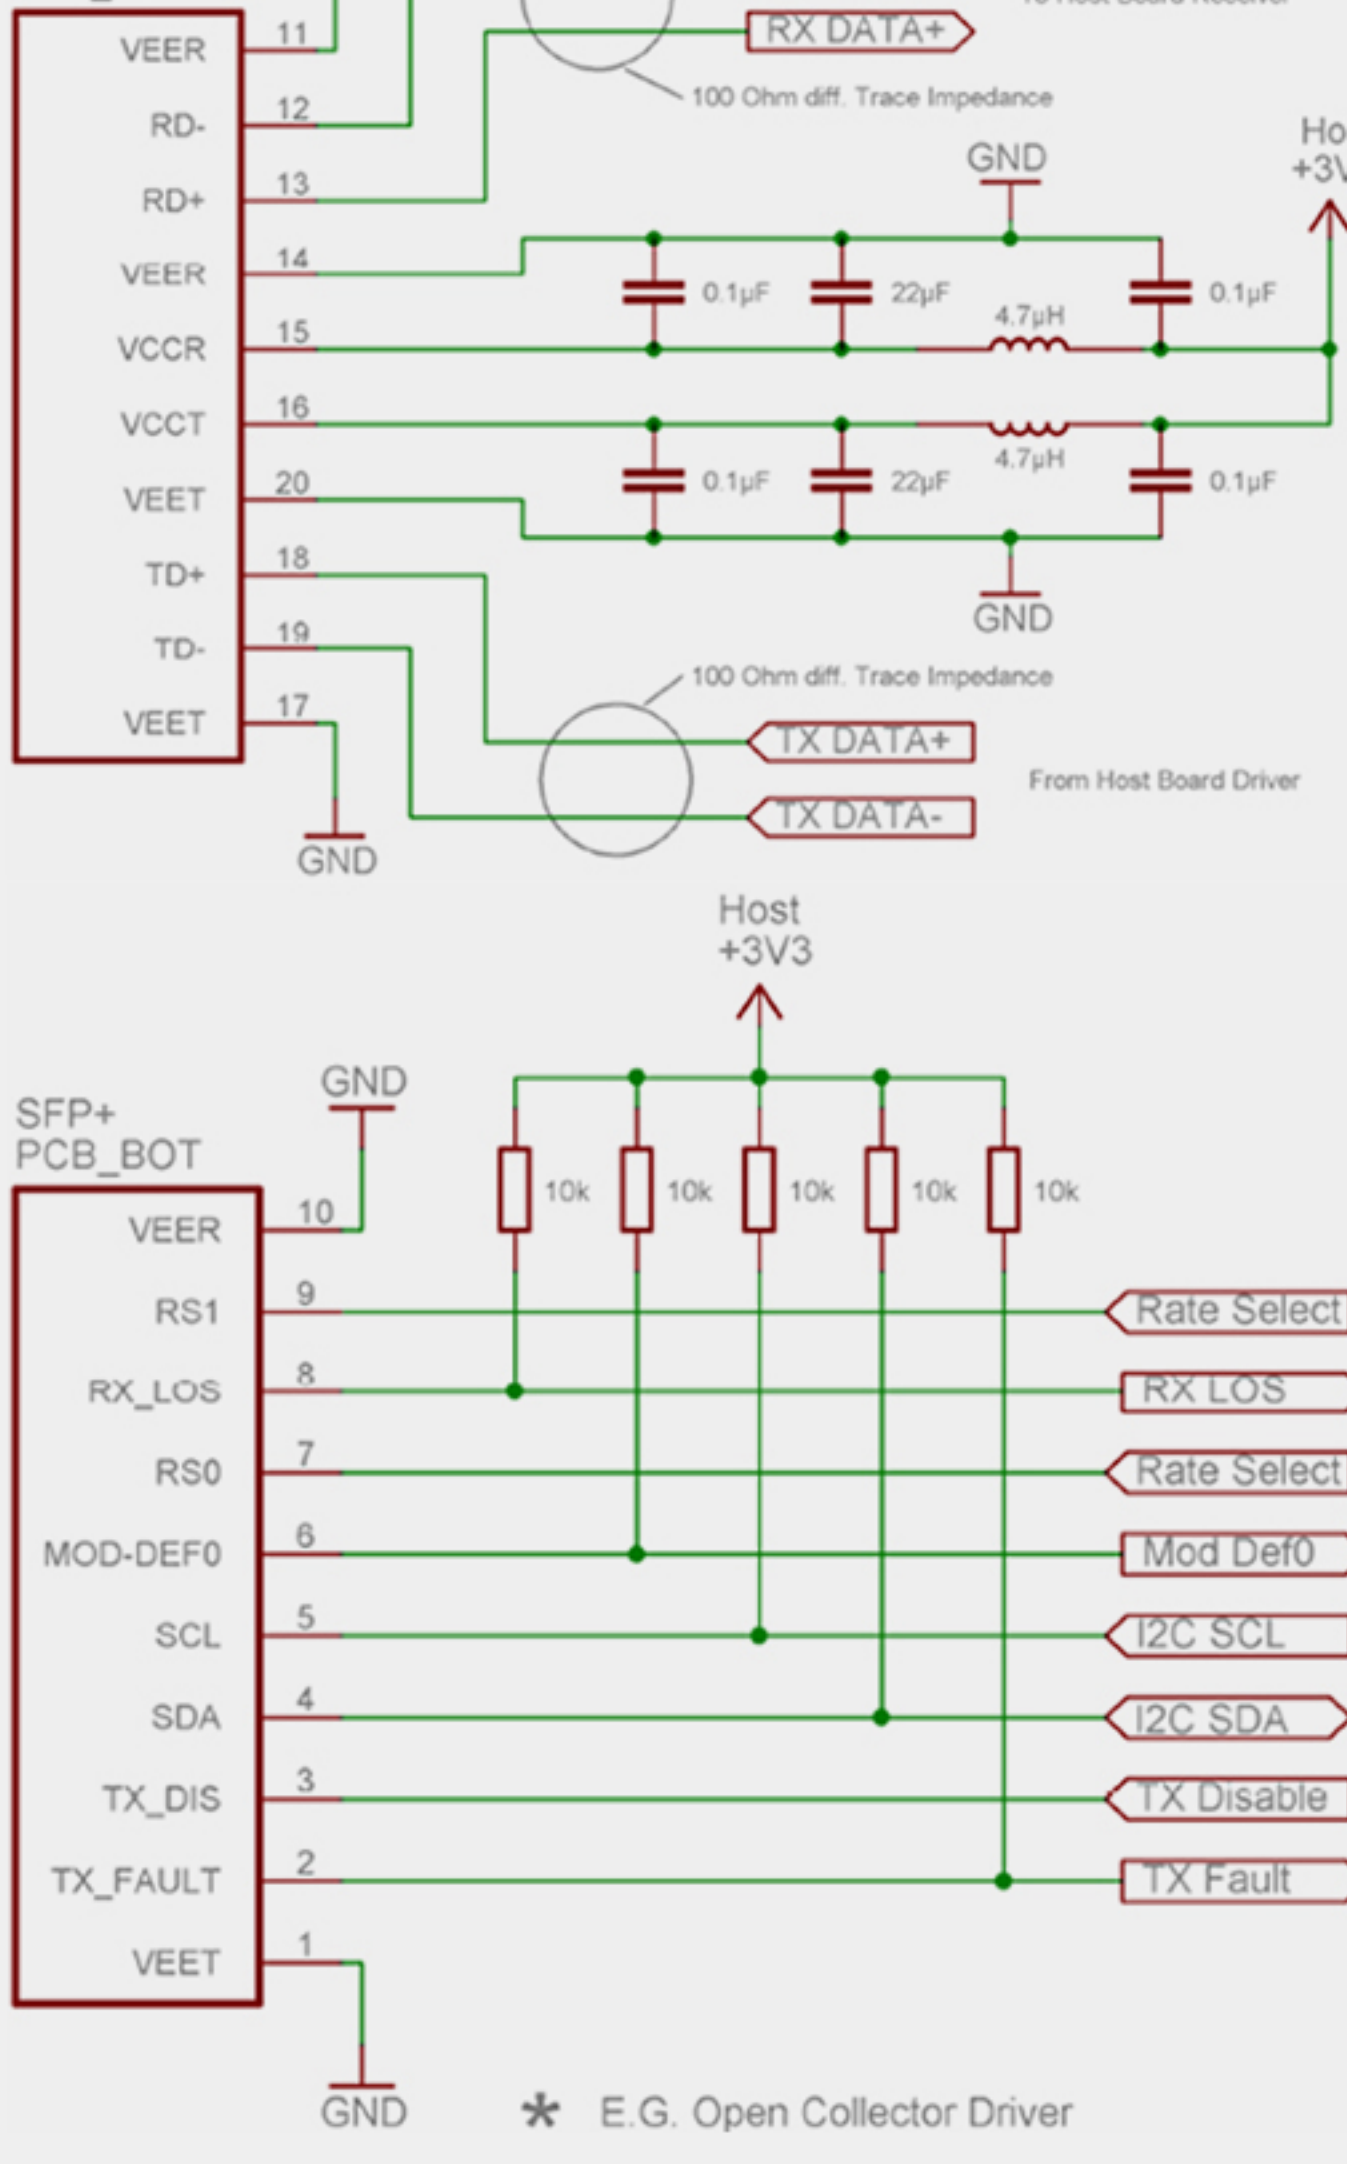 To Host Board Receiver
VEER 11
RX DATA+
100 Ohm diff. Trace Impedance
RD- 12
RD+ 13
GND
VEER 14
0.1µF 22µF 0.1µF
4.7µH
VCCR 15
VCCT 16
4.7µH
0.1µF 22µF 0.1µF
VEET 20
TD+ 18
GND
TD- 19
100 Ohm diff. Trace Impedance
VEET 17
TX DATA+
From Host Board Driver
TX DATA-
GND
Host
+3V3
GND
SFP+
PCB_BOT
10k 10k 10k 10k 10k
VEER 10
RS1 9 Rate Select
RX_LOS 8 RX LOS
RS0 7 Rate Select
MOD-DEF0 6 Mod Def0
SCL 5 I2C SCL
SDA 4 I2C SDA
TX_DIS 3 TX Disable
TX_FAULT 2 TX Fault
VEET 1
GND
* E.G. Open Collector Driver